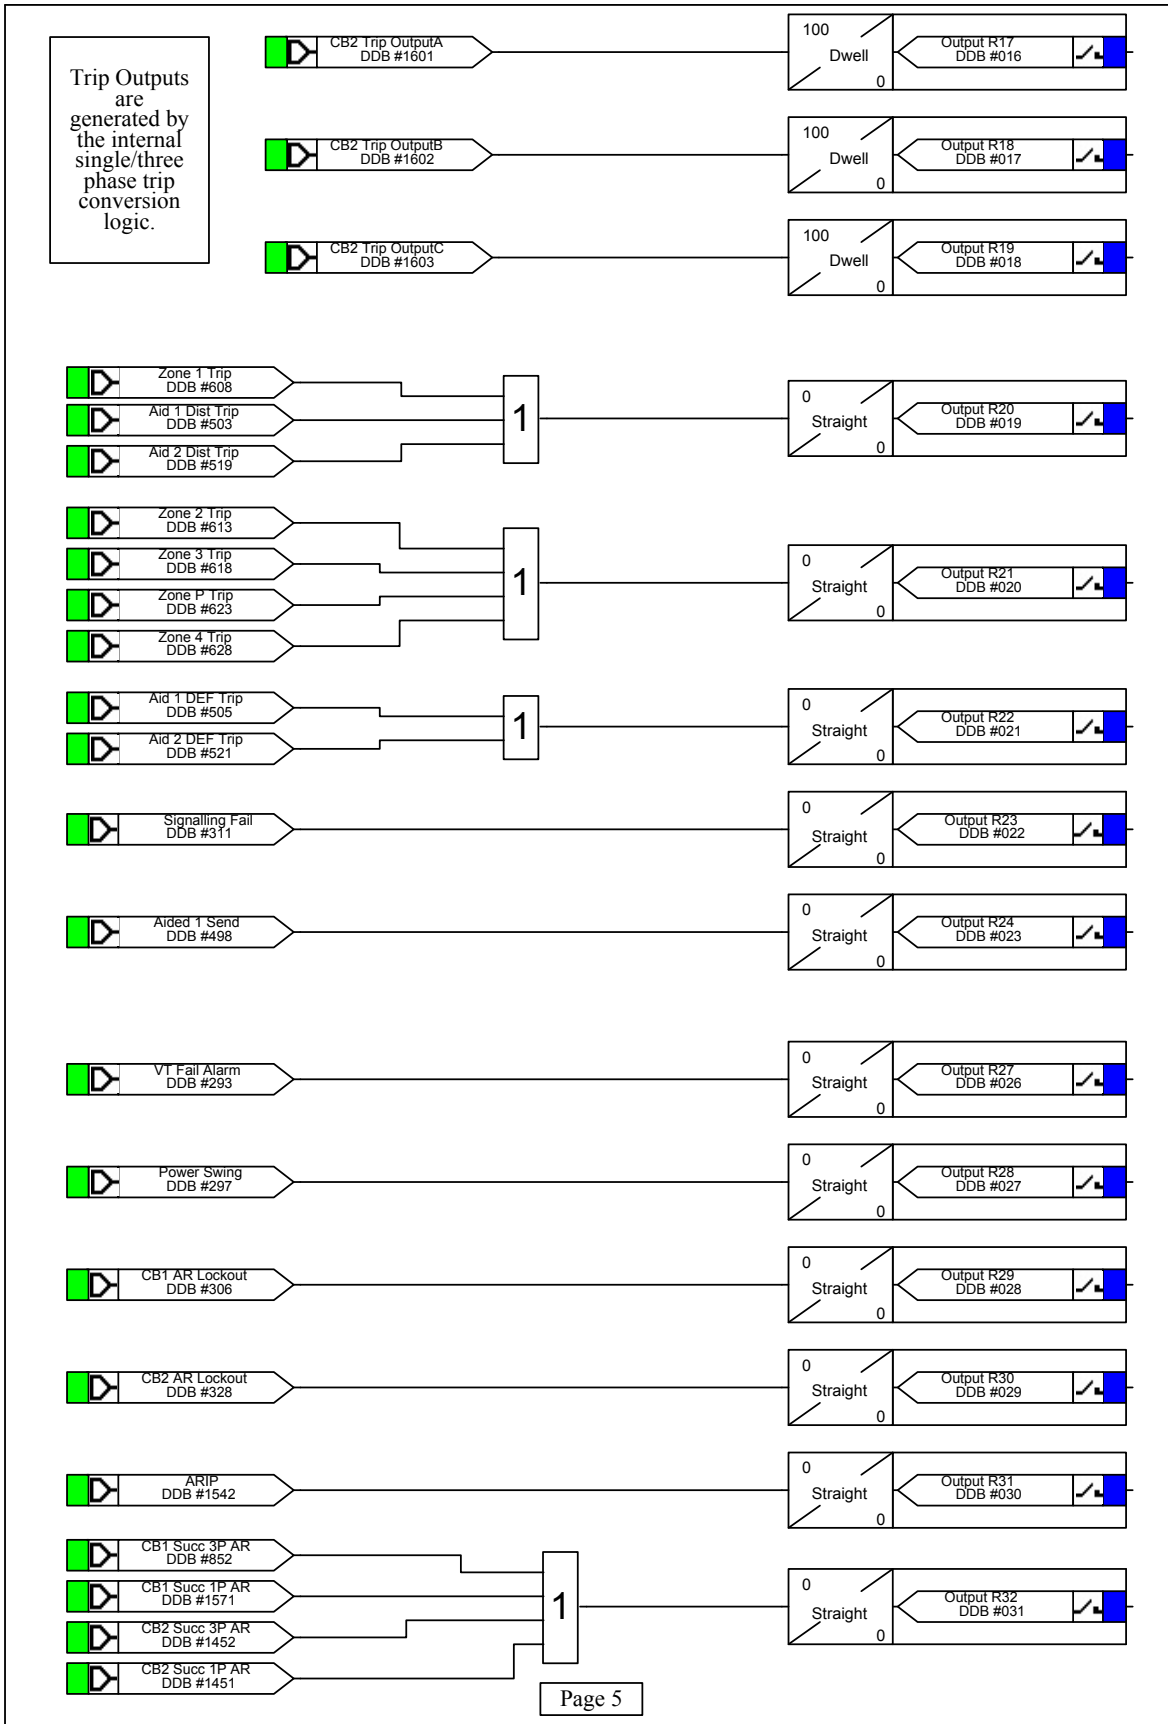 Trip Outputs
are
generated by
the internal
single/three
phase trip
conversion
logic.
CB2 Trip OutputA
DDB #1601
100
Dwell
0
Output R17
DDB #016
CB2 Trip OutputB
DDB #1602
100
Dwell
0
Output R18
DDB #017
CB2 Trip OutputC
DDB #1603
100
Dwell
0
Output R19
DDB #018
Zone 1 Trip
DDB #608
Aid 1 Dist Trip
DDB #503
Aid 2 Dist Trip
DDB #519
1
0
Straight
0
Output R20
DDB #019
Zone 2 Trip
DDB #613
Zone 3 Trip
DDB #618
Zone P Trip
DDB #623
Zone 4 Trip
DDB #628
1
0
Straight
0
Output R21
DDB #020
Aid 1 DEF Trip
DDB #505
Aid 2 DEF Trip
DDB #521
1
0
Straight
0
Output R22
DDB #021
Signalling Fail
DDB #311
0
Straight
0
Output R23
DDB #022
Aided 1 Send
DDB #498
0
Straight
0
Output R24
DDB #023
VT Fail Alarm
DDB #293
0
Straight
0
Output R27
DDB #026
Power Swing
DDB #297
0
Straight
0
Output R28
DDB #027
CB1 AR Lockout
DDB #306
0
Straight
0
Output R29
DDB #028
CB2 AR Lockout
DDB #328
0
Straight
0
Output R30
DDB #029
ARIP
DDB #1542
0
Straight
0
Output R31
DDB #030
CB1 Succ 3P AR
DDB #852
CB1 Succ 1P AR
DDB #1571
CB2 Succ 3P AR
DDB #1452
CB2 Succ 1P AR
DDB #1451
1
0
Straight
0
Output R32
DDB #031
Page 5